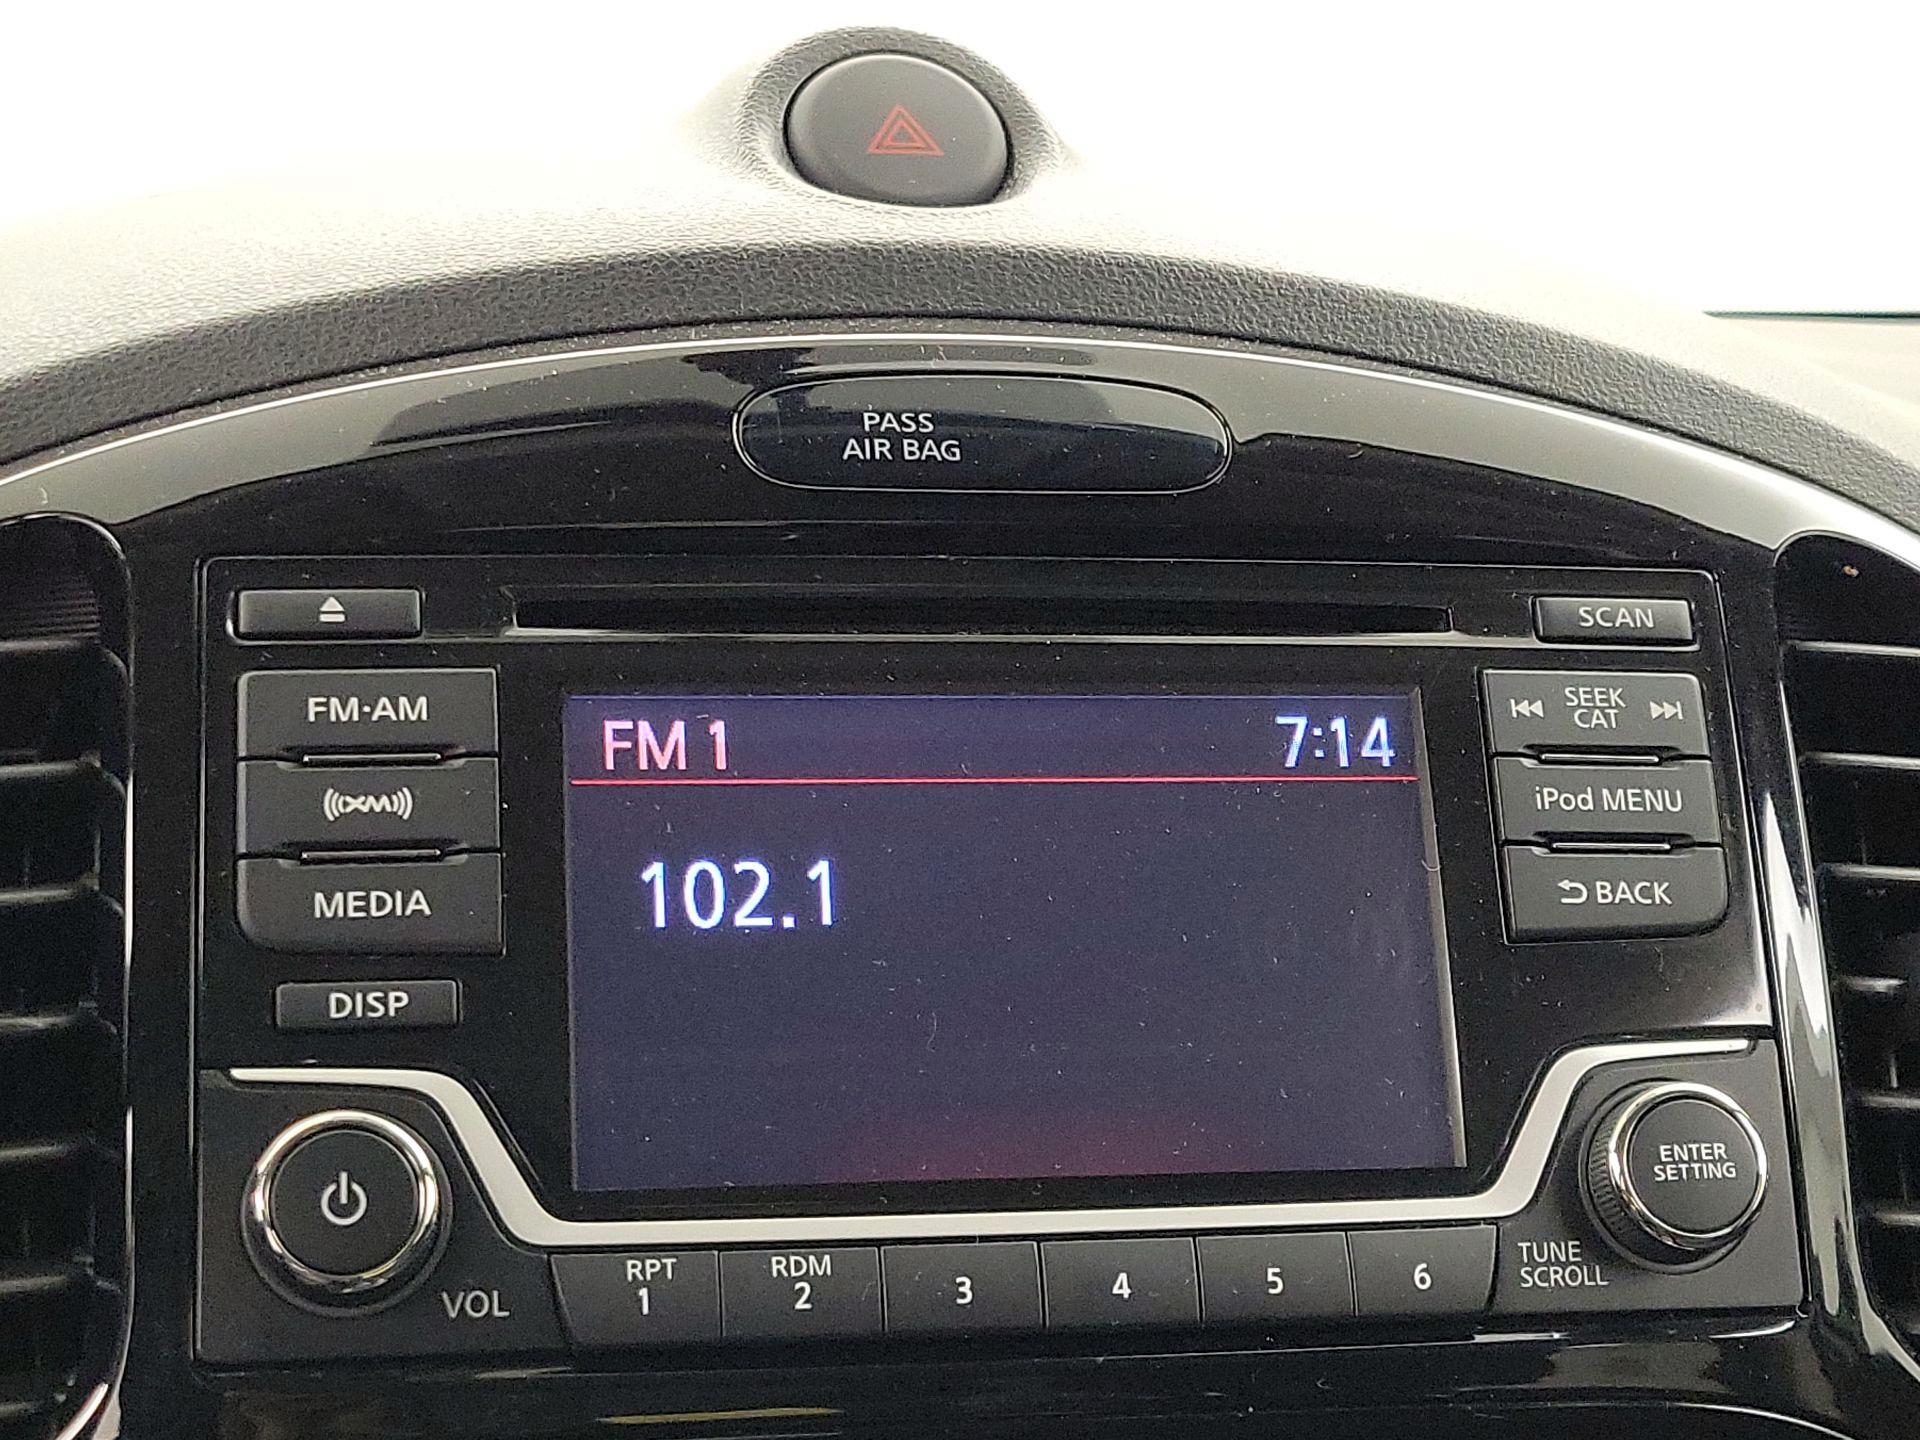 PASS
AIR BAG
SCAN
FM·AM
SEEK
CAT
FM 1
7:14
((XM))
iPod MENU
102.1
MEDIA
BACK
DISP
ENTER
SETTING
VOL
RPT
1
RDM
2
3
4
5
6
TUNE
SCROLL